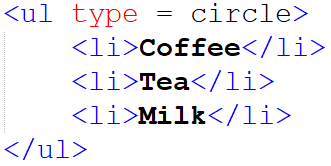 <ul type = circle>
<li>Coffee</li>
<li>Tea</li>
<li>Milk</li>
</ul>